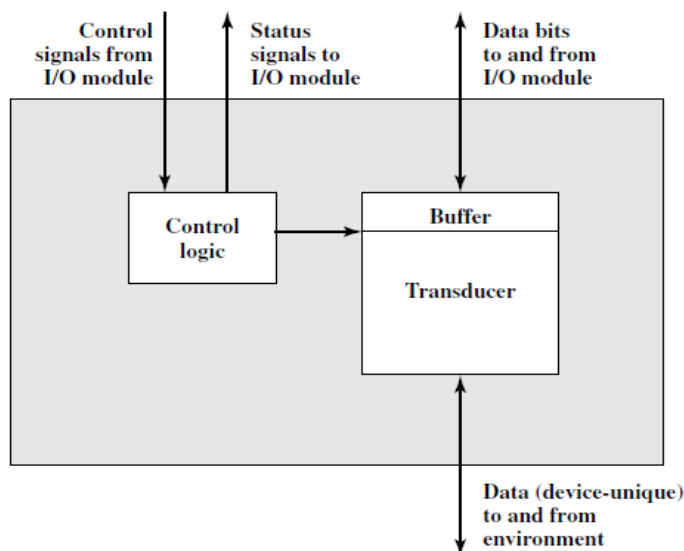 Control
signals from
I/O module
Status
signals to
I/O module
Data bits
to and from
I/O module
Control
logic
Buffer
Transducer
Data (device-unique)
to and from
environment